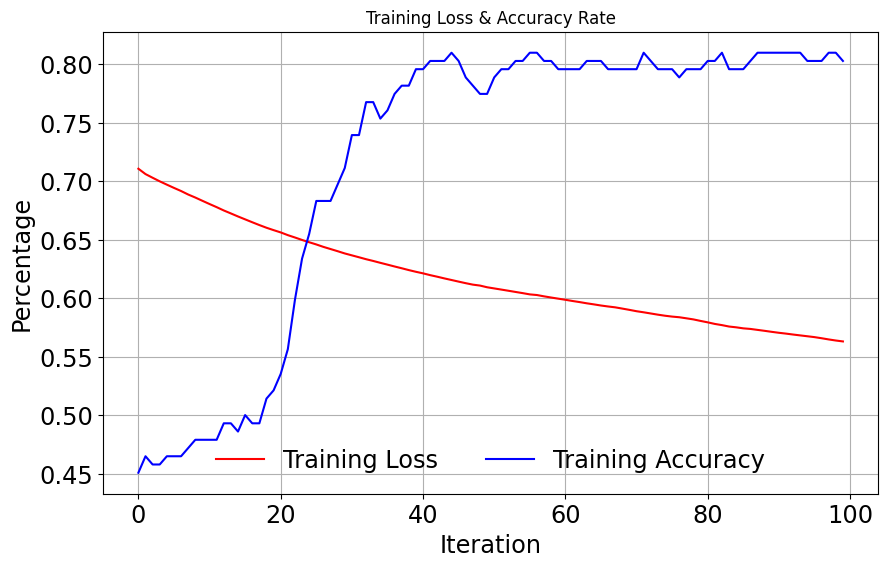 Training Loss & Accuracy Rate
Percentage
0.80
0.75
0.70
0.65
0.60
0.55
0.50
0.45
Training Loss
Training Accuracy
0 20 40 60 80 100
Iteration